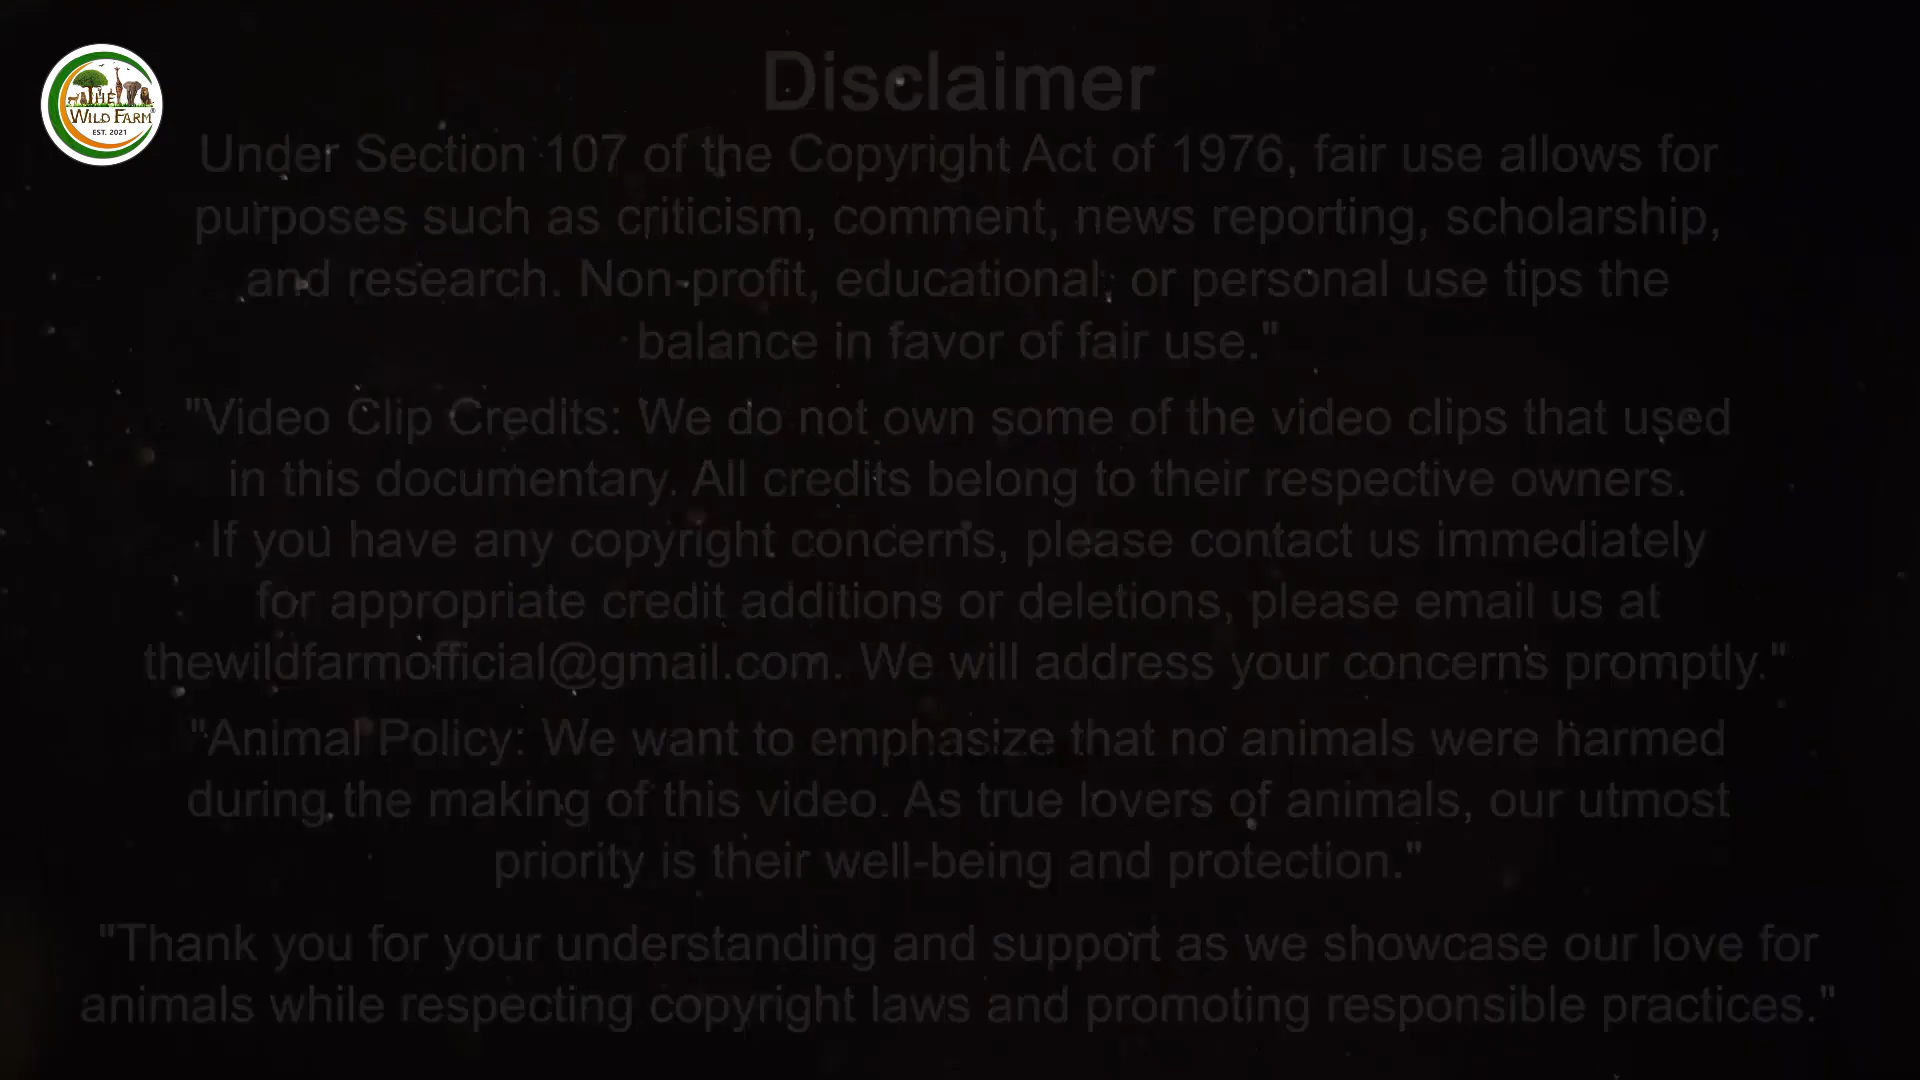 THE
WILD FARM
EST. 2021
Disclaimer
Under Section 107 of the Copyright Act of 1976, fair use allows for
purposes such as criticism, comment, news reporting, scholarship,
and research. Non-profit, educational, or personal use tips the
balance in favor of fair use."
"Video Clip Credits: We do not own some of the video clips that used
in this documentary. All credits belong to their respective owners.
If you have any copyright concerns, please contact us immediately
for appropriate credit additions or deletions, please email us at
thewildfarmofficial@gmail.com. We will address your concerns promptly."
"Animal Policy: We want to emphasize that no animals were harmed
during the making of this video. As true lovers of animals, our utmost
priority is their well-being and protection."
"Thank you for your understanding and support as we showcase our love for
animals while respecting copyright laws and promoting responsible practices."